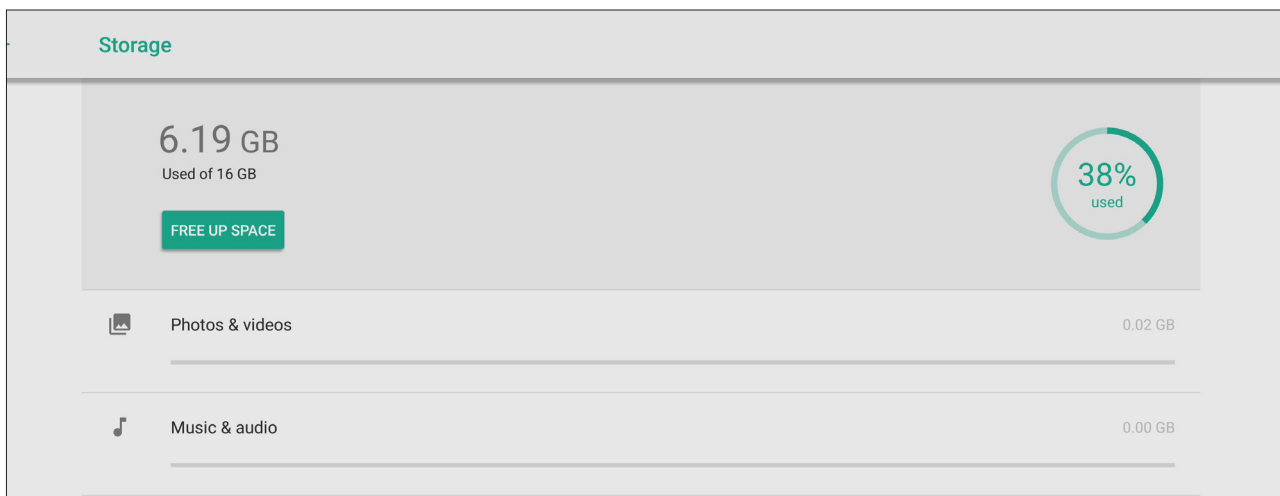 Storage
6.19 GB
Used of 16 GB
FREE UP SPACE
38%
used
Photos & videos
0.02 GB
Music & audio
0.00 GB